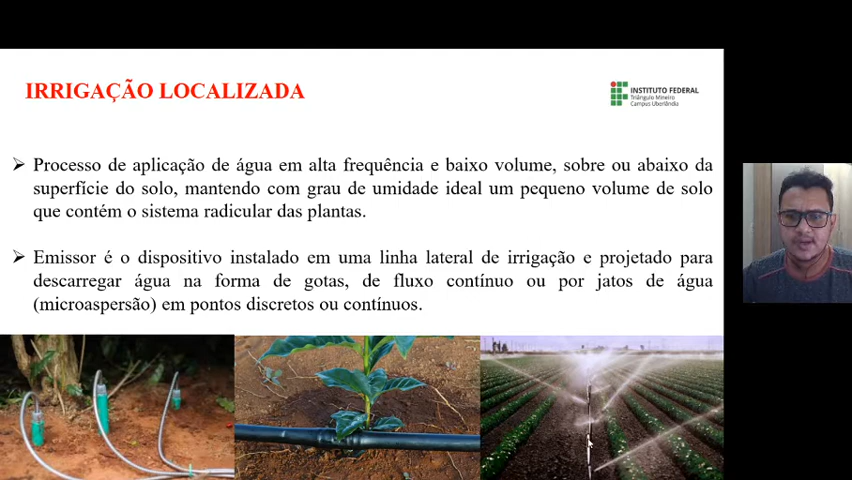 IRRIGAÇÃO LOCALIZADA
INSTITUTO FEDERAL
Triângulo Mineiro
Campus Uberlândia
➢ Processo de aplicação de água em alta frequência e baixo volume, sobre ou abaixo da
superfície do solo, mantendo com grau de umidade ideal um pequeno volume de solo
que contém o sistema radicular das plantas.
➢ Emissor é o dispositivo instalado em uma linha lateral de irrigação e projetado para
descarregar água na forma de gotas, de fluxo contínuo ou por jatos de água
(microaspersão) em pontos discretos ou contínuos.